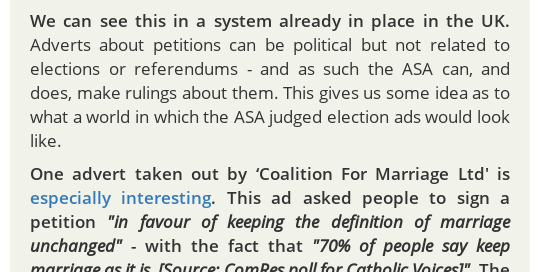 We can see this in a system already in place in the UK.
Adverts about petitions can be political but not related to
elections or referendums - and as such the ASA can, and
does, make rulings about them. This gives us some idea as to
what a world in which the ASA judged election ads would look
like.
One advert taken out by ‘Coalition For Marriage Ltd' is
especially interesting. This ad asked people to sign a
petition "in favour of keeping the definition of marriage
unchanged" - with the fact that "70% of people say keep
marriage as it is. [Source: ComRes poll for Catholic Voices]". The